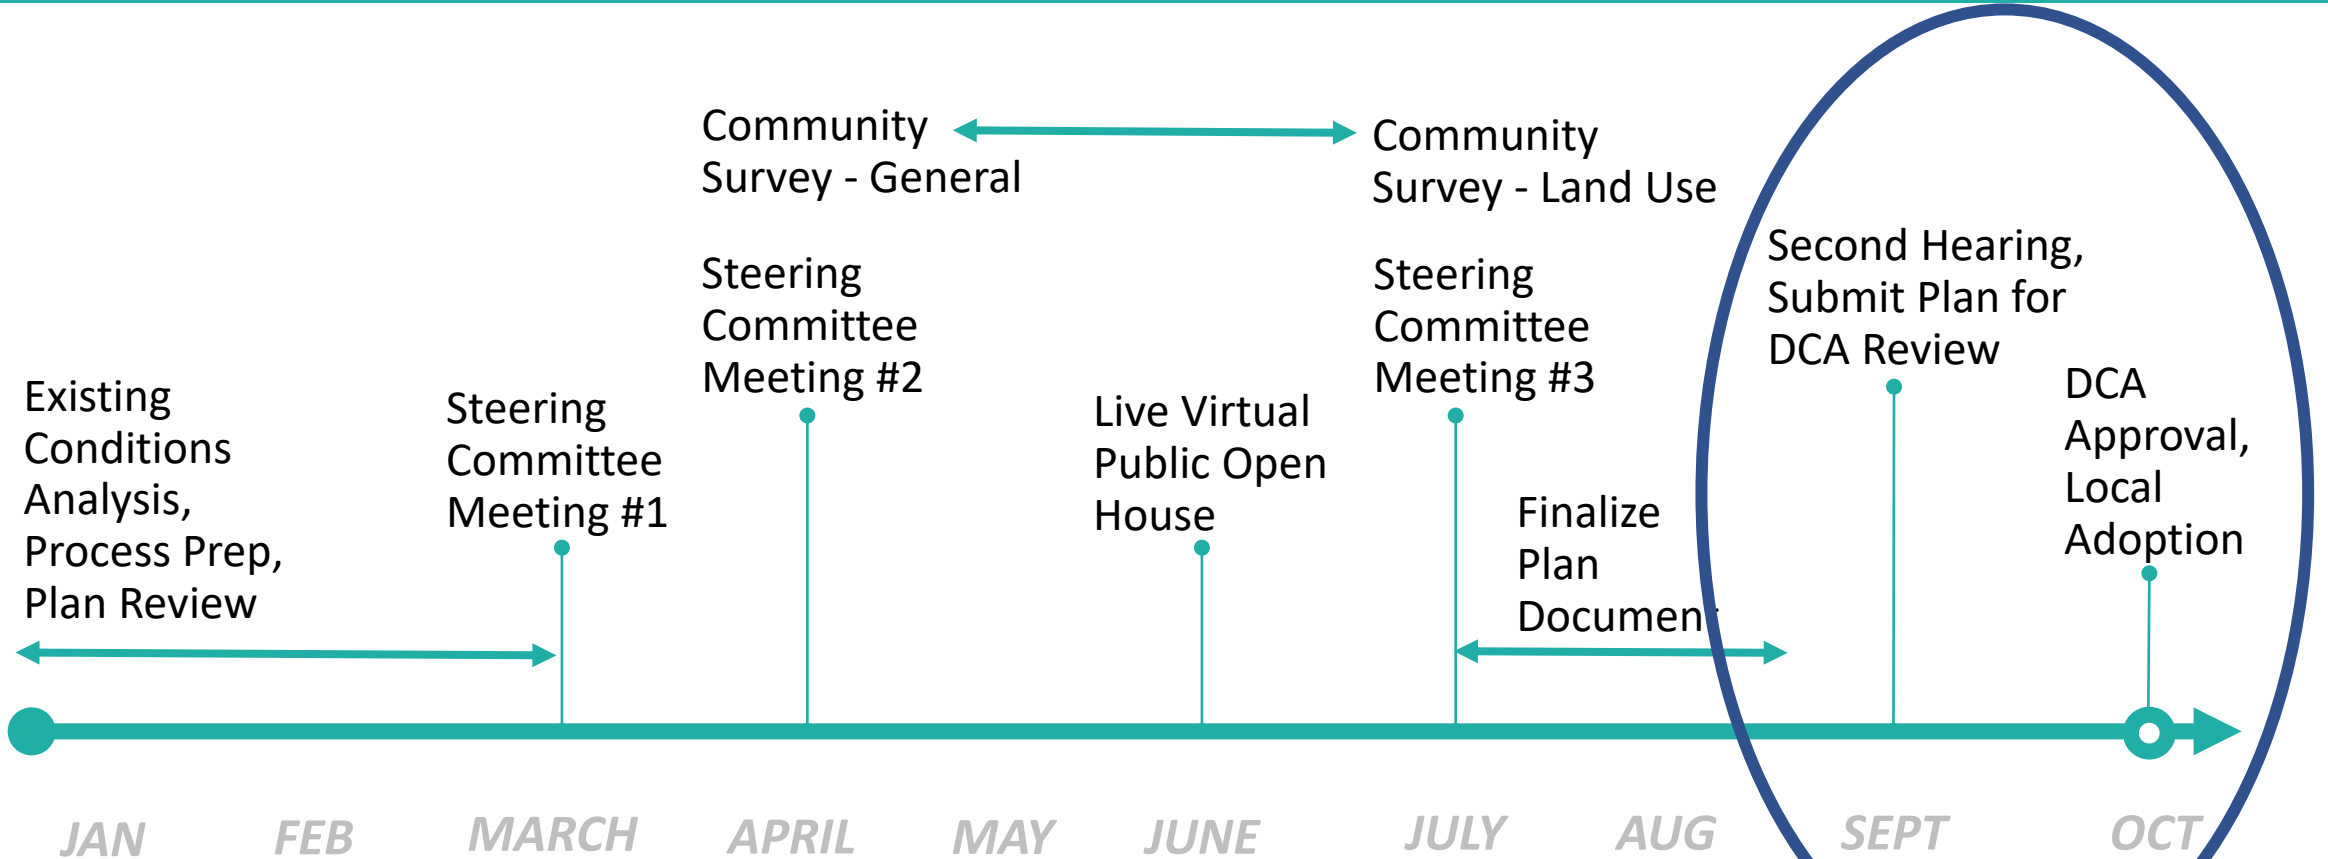 Community
Survey - General
Community
Survey - Land Use
Steering
Committee
Meeting #2
Steering
Committee
Meeting #3
Second Hearing,
Submit Plan for
DCA Review
Existing
Conditions
Analysis,
Process Prep,
Plan Review
Steering
Committee
Meeting #1
Live Virtual
Public Open
House
Finalize
Plan
Document
DCA
Approval,
Local
Adoption
JAN FEB MARCH APRIL MAY JUNE JULY AUG SEPT OCT